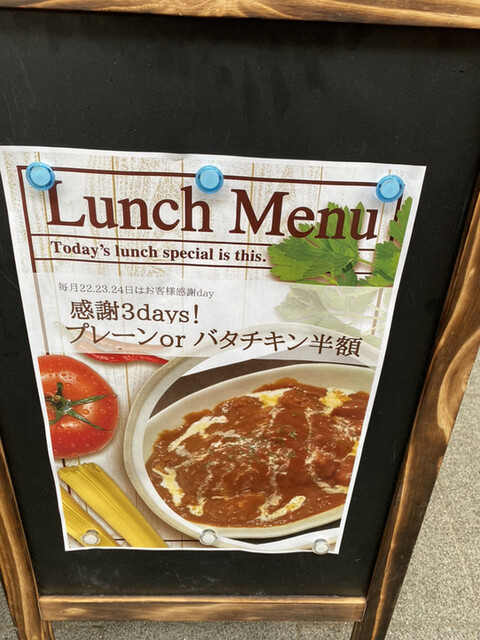 Lunch Menu
Today's lunch special is this.
毎月22.23.24日はお客様感謝day
感謝3days!
プレーンor バタチキン半額